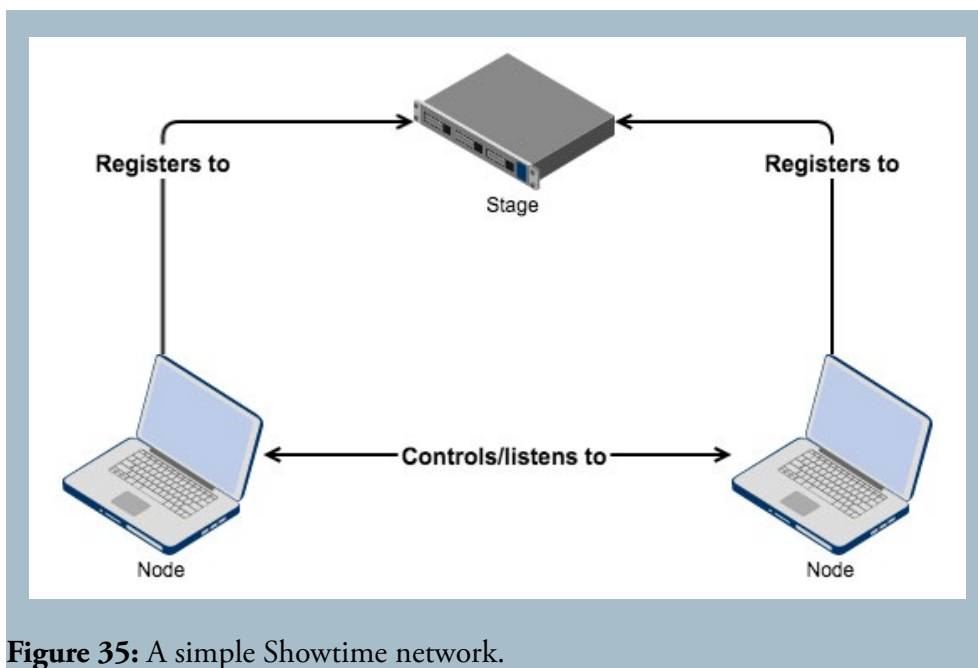 Registers to
Registers to
Stage
Controls/listens to
Node
Node
Figure 35: A simple Showtime network.